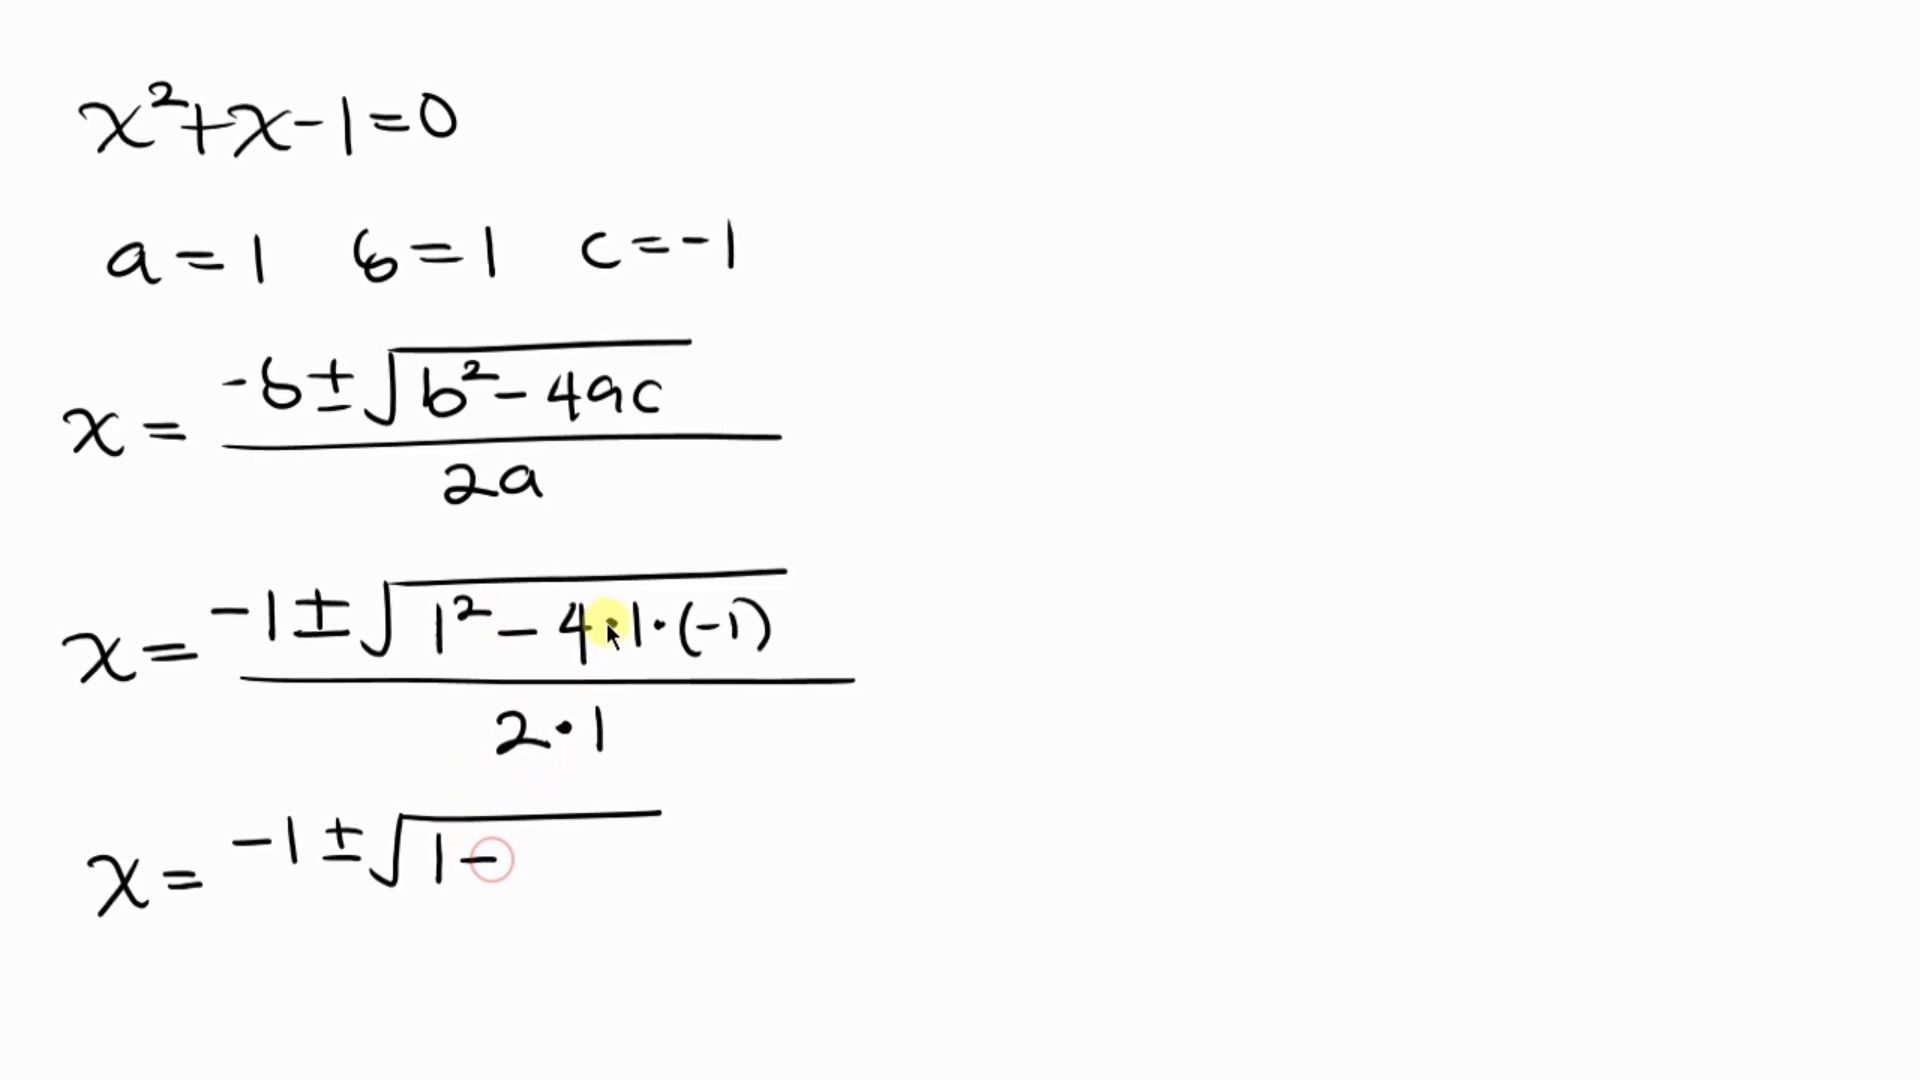 x²+x-1=0
a=1 b=1 c=-1
x = (-b±√(b²-4ac))/(2a)
x = (-1±√(1²-4·1·(-1)))/(2·1)
x = -1±√(1-